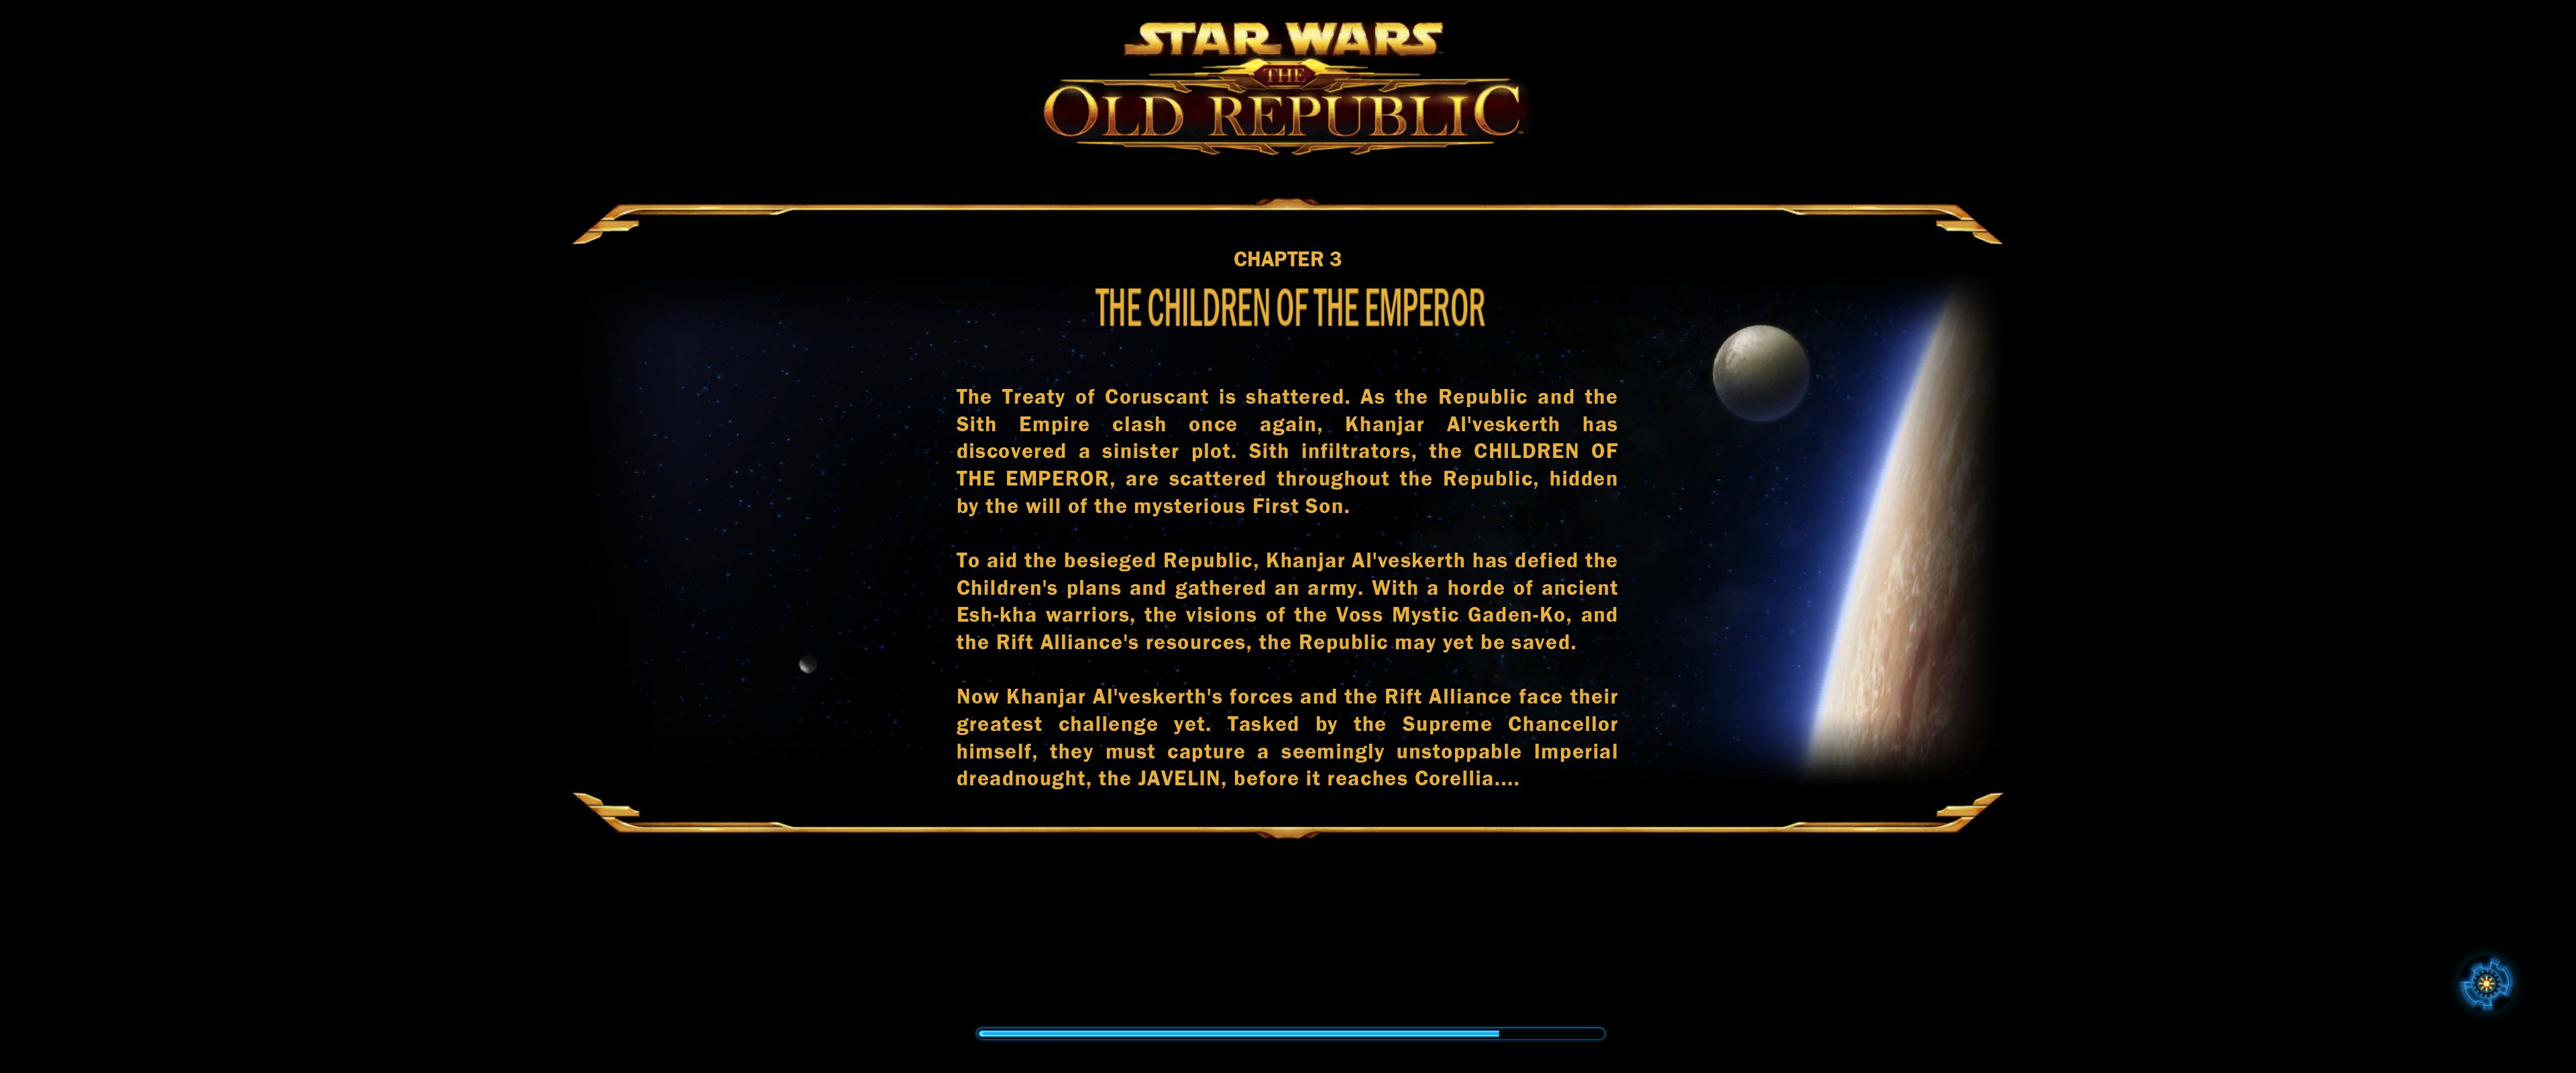 STAR WARS
THE
OLD REPUBLIC
CHAPTER 3
THE CHILDREN OF THE EMPEROR
The Treaty of Coruscant is shattered. As the Republic and the
Sith Empire clash once again, Khanjar Al'veskerth has
discovered a sinister plot. Sith infiltrators, the CHILDREN OF
THE EMPEROR, are scattered throughout the Republic, hidden
by the will of the mysterious First Son.
To aid the besieged Republic, Khanjar Al'veskerth has defied the
Children's plans and gathered an army. With a horde of ancient
Esh-kha warriors, the visions of the Voss Mystic Gaden-Ko, and
the Rift Alliance's resources, the Republic may yet be saved.
Now Khanjar Al'veskerth's forces and the Rift Alliance face their
greatest challenge yet. Tasked by the Supreme Chancellor
himself, they must capture a seemingly unstoppable Imperial
dreadnought, the JAVELIN, before it reaches Corellia....